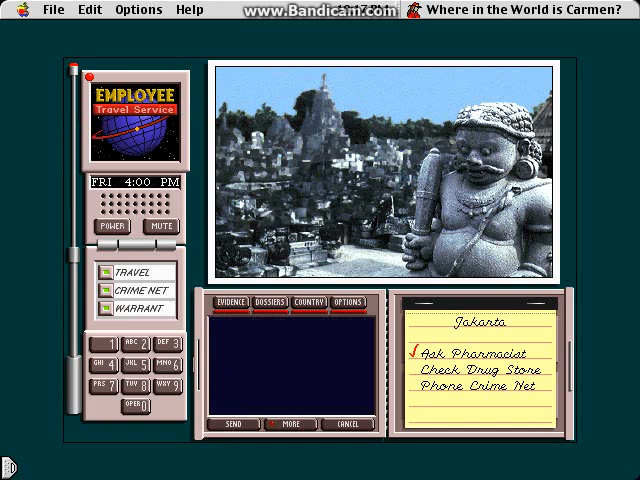 File Edit Options Help
www.Bandicam.com
Where in the World is Carmen?
EMPLOYEE
Travel Service
FRI 4:00 PM
POWER MUTE
TRAVEL
CRIME NET
WARRANT
1 ABC 2 DEF 3
GHI 4 JKL 5 MNO 6
PRS 7 TUV 8 WXY 9
OPER 0
EVIDENCE DOSSIERS COUNTRY OPTIONS
SEND MORE CANCEL
Jakarta
Ask Pharmacist
Check Drug Store
Phone Crime Net